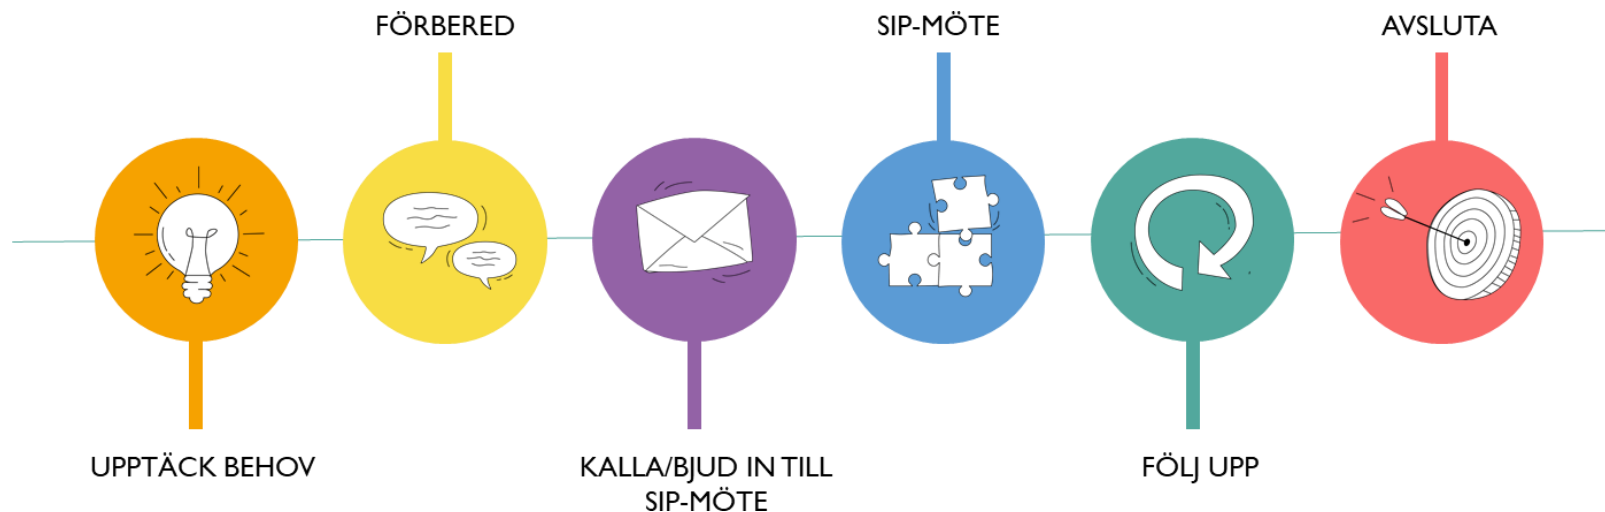 UPPTÄCK BEHOV
FÖRBERED
KALLA/BJUD IN TILL
SIP-MÖTE
SIP-MÖTE
FÖLJ UPP
AVSLUTA